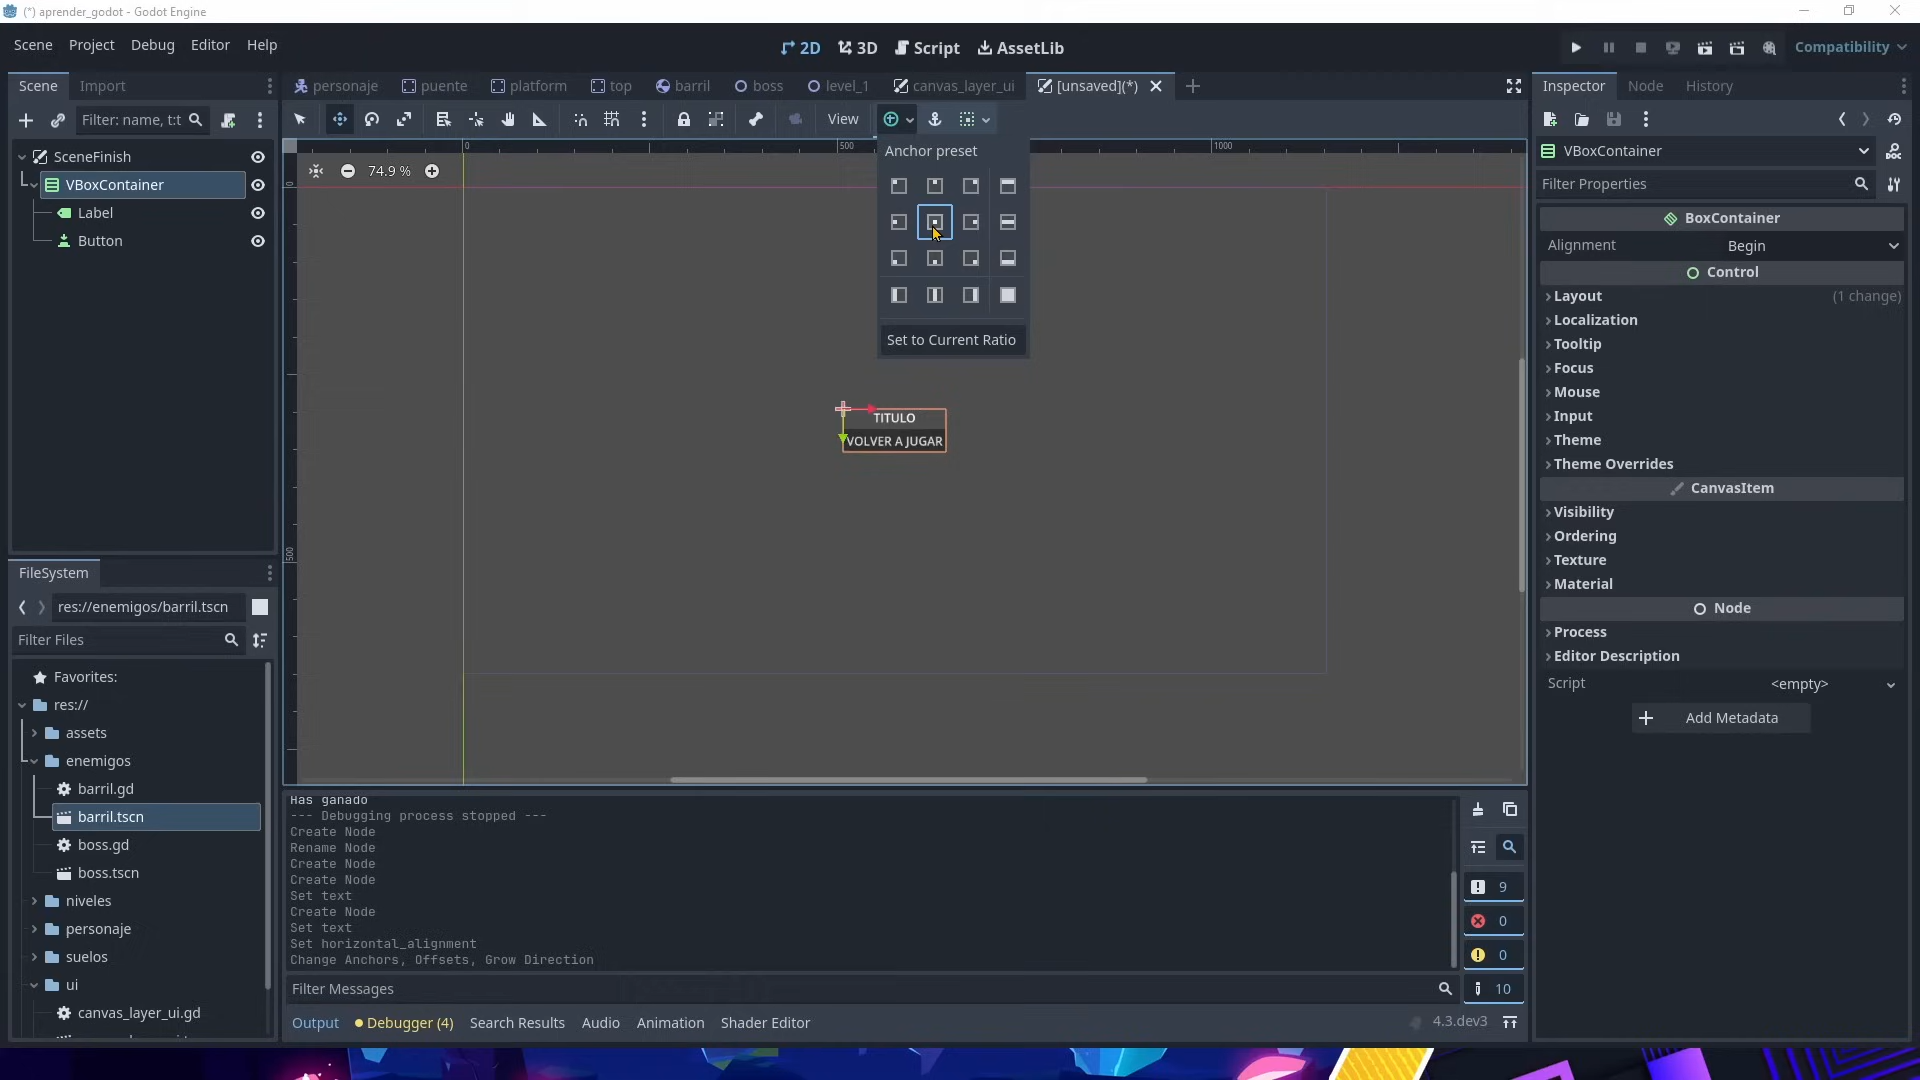 (*) aprender_godot - Godot Engine
Scene Project Debug Editor Help
2D 3D Script AssetLib
Compatibility
Scene Import
personaje puente platform top barril boss level_1 canvas_layer_ui [unsaved](*)
Inspector Node History
Filter: name, t:t
View
SceneFinish
VBoxContainer
Label
Button
0 500 1000
74.9 %
0
500
Anchor preset
Set to Current Ratio
TITULO
VOLVER A JUGAR
VBoxContainer
Filter Properties
BoxContainer
Alignment Begin
Control
Layout (1 change)
Localization
Tooltip
Focus
Mouse
Input
Theme
Theme Overrides
CanvasItem
Visibility
Ordering
Texture
Material
Node
Process
Editor Description
Script <empty>
Add Metadata
FileSystem
res://enemigos/barril.tscn
Filter Files
Favorites:
res://
assets
enemigos
barril.gd
barril.tscn
boss.gd
boss.tscn
niveles
personaje
suelos
ui
canvas_layer_ui.gd
Has ganado
--- Debugging process stopped ---
Create Node
Rename Node
Create Node
Create Node
Set text
Create Node
Set text
Set horizontal_alignment
Change Anchors, Offsets, Grow Direction
9
0
0
10
Filter Messages
Output Debugger (4) Search Results Audio Animation Shader Editor
4.3.dev3